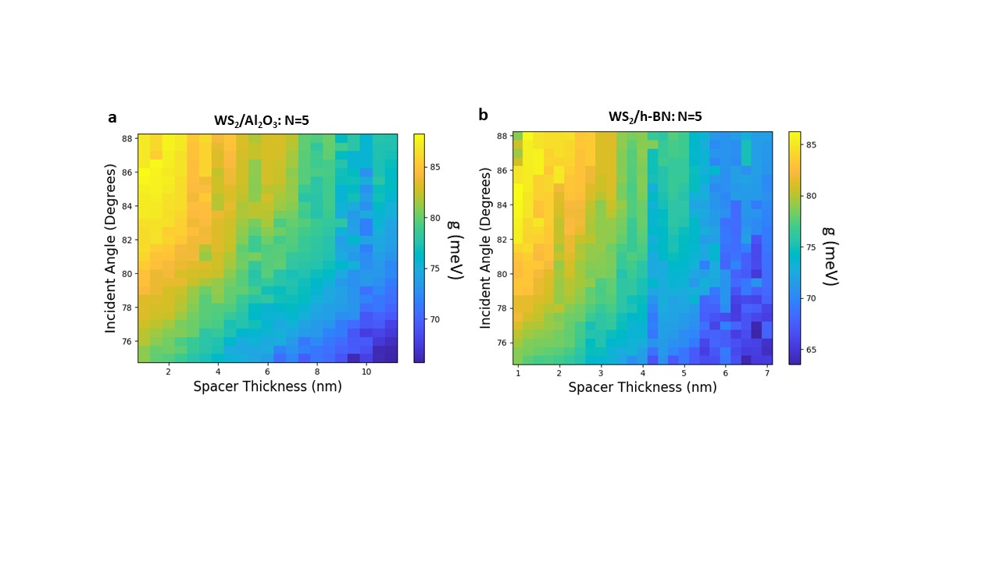 a
WS₂/Al₂O₃: N=5
88
86
84
82
80
78
76
Incident Angle (Degrees)
2 4 6 8 10
Spacer Thickness (nm)
85
80
75
70
g (meV)
b
WS₂/h-BN: N=5
88
86
84
82
80
78
76
Incident Angle (Degrees)
1 2 3 4 5 6 7
Spacer Thickness (nm)
85
80
75
70
65
g (meV)